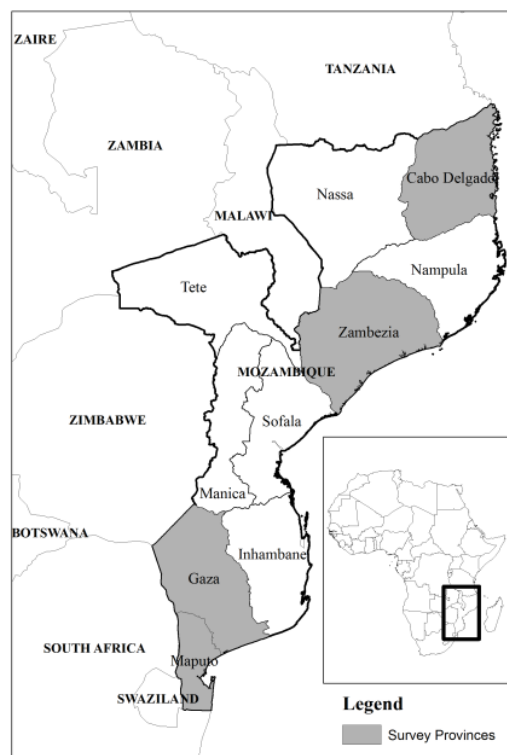 ZAIRE
TANZANIA
ZAMBIA
Cabo Delgado
Nassa
MALAWI
Nampula
Tete
Zambezia
MOZAMBIQUE
ZIMBABWE
Sofala
Manica
BOTSWANA
Inhambane
Gaza
SOUTH AFRICA
Maputo
SWAZILAND
Legend
Survey Provinces